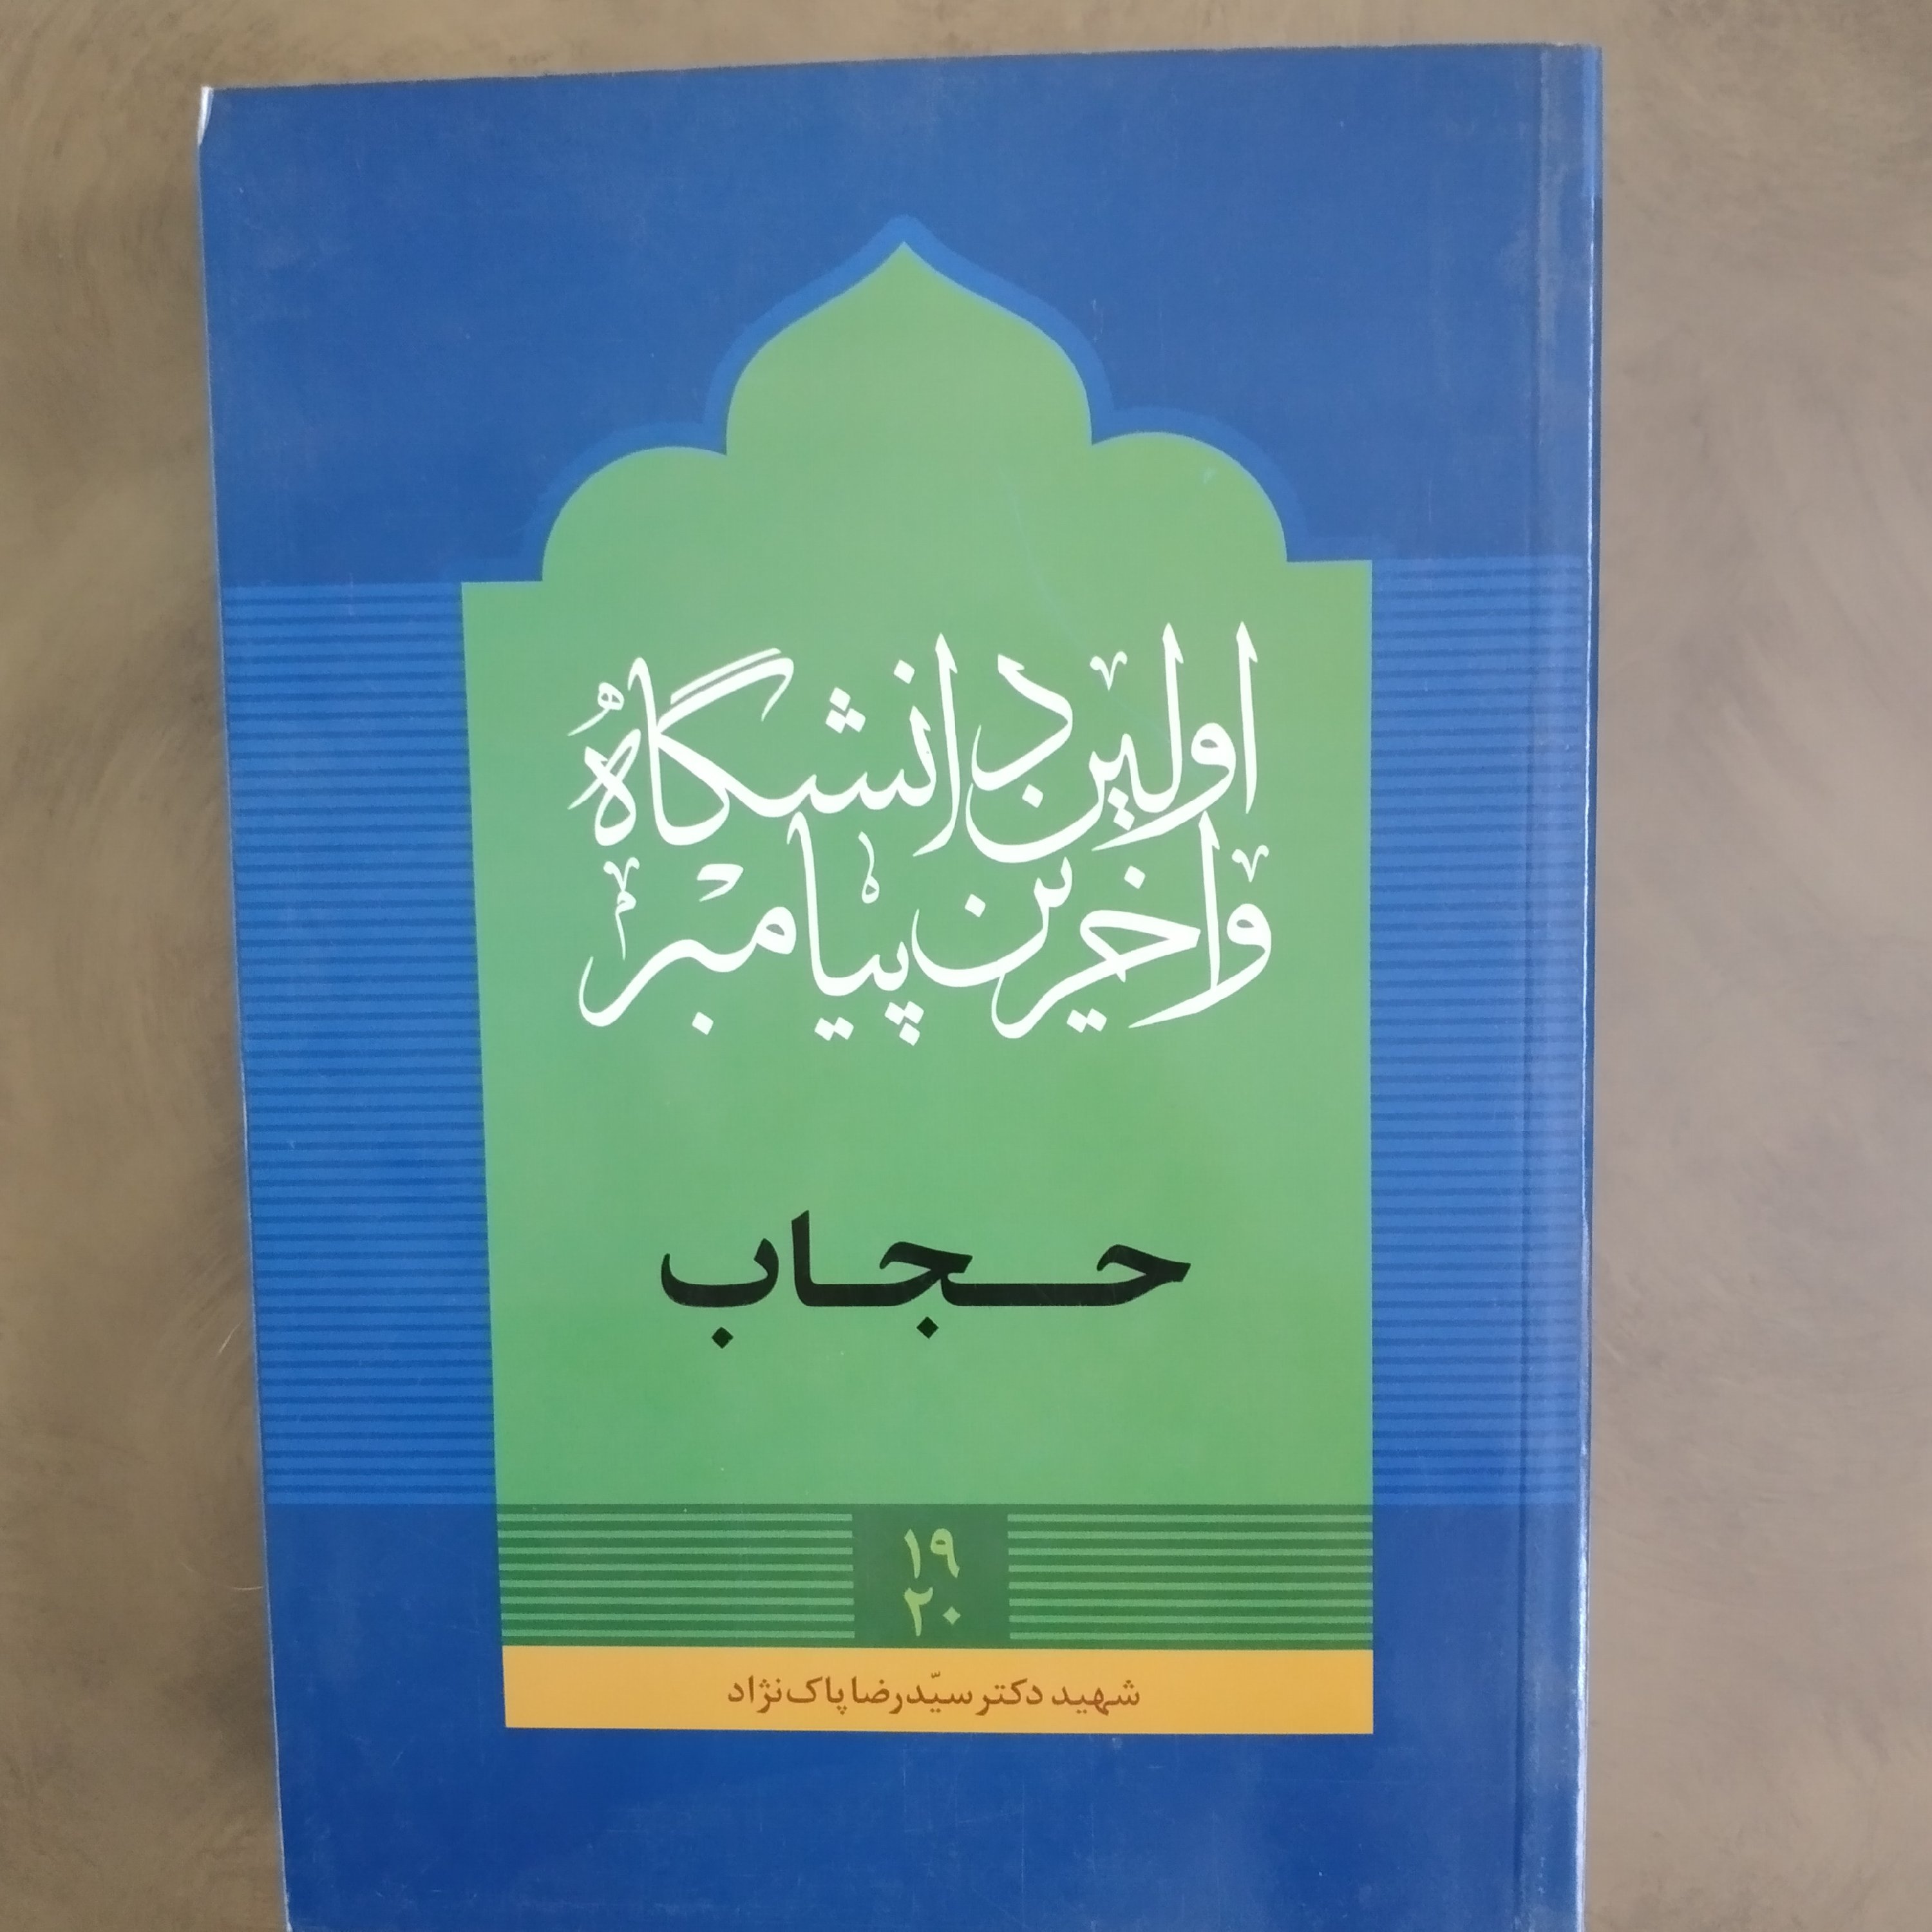 اولین دانشگاه
و آخرین پیامبر
حجاب
۱۹
۲۰
شهید دکتر سیّد رضا پاک‌نژاد